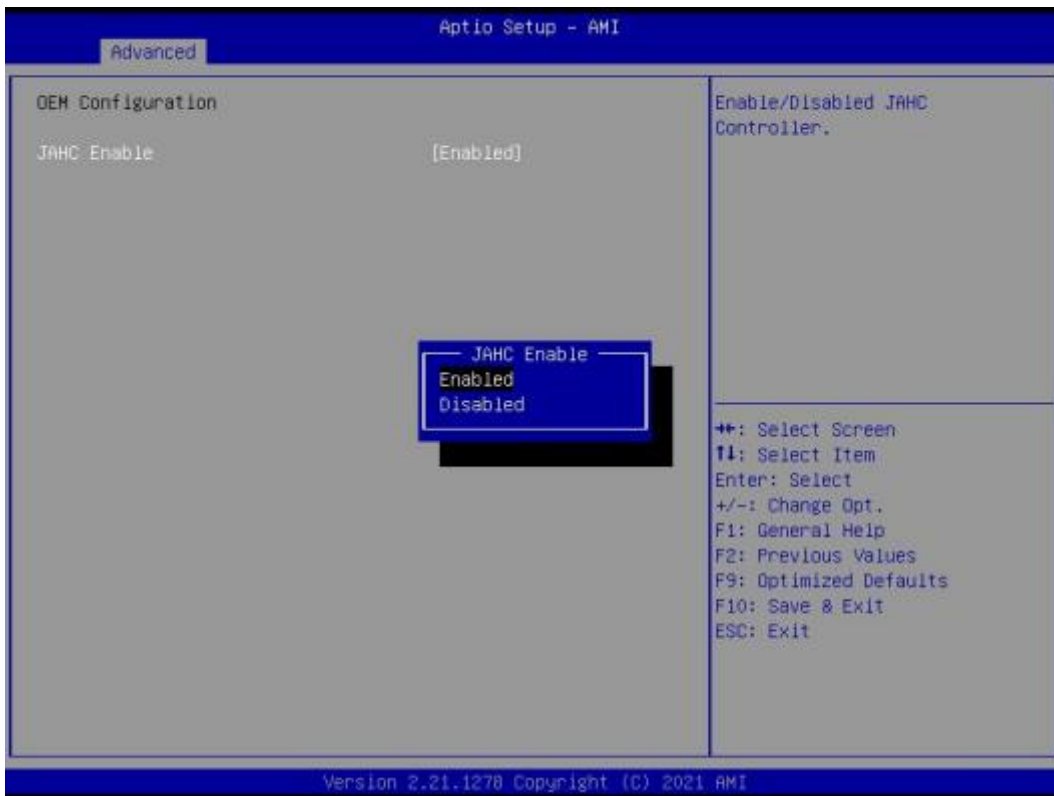 Aptio Setup – AMI
Advanced
OEM Configuration
JAHC Enable [Enabled]
Enable/Disabled JAHC
Controller.
JAHC Enable
Enabled
Disabled
→←: Select Screen
↑↓: Select Item
Enter: Select
+/-: Change Opt.
F1: General Help
F2: Previous Values
F9: Optimized Defaults
F10: Save & Exit
ESC: Exit
Version 2.21.1278 Copyright (C) 2021 AMI